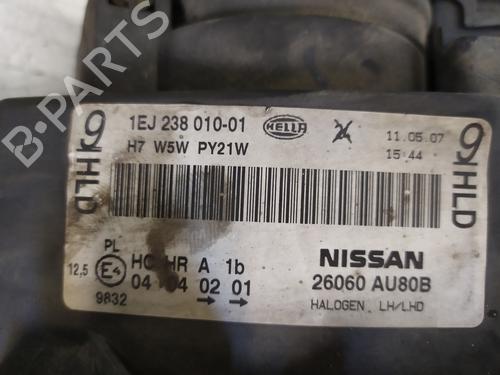 1EJ 238 010-01 HELLA 11.05.07
H7 W5W PY21W 15:44
9 HLD
9 HLD
PL
12,5 E4
9832
HC HR A 1b
04 04 02 01
NISSAN
26060 AU80B
HALOGEN LH/LHD
B-PARTS